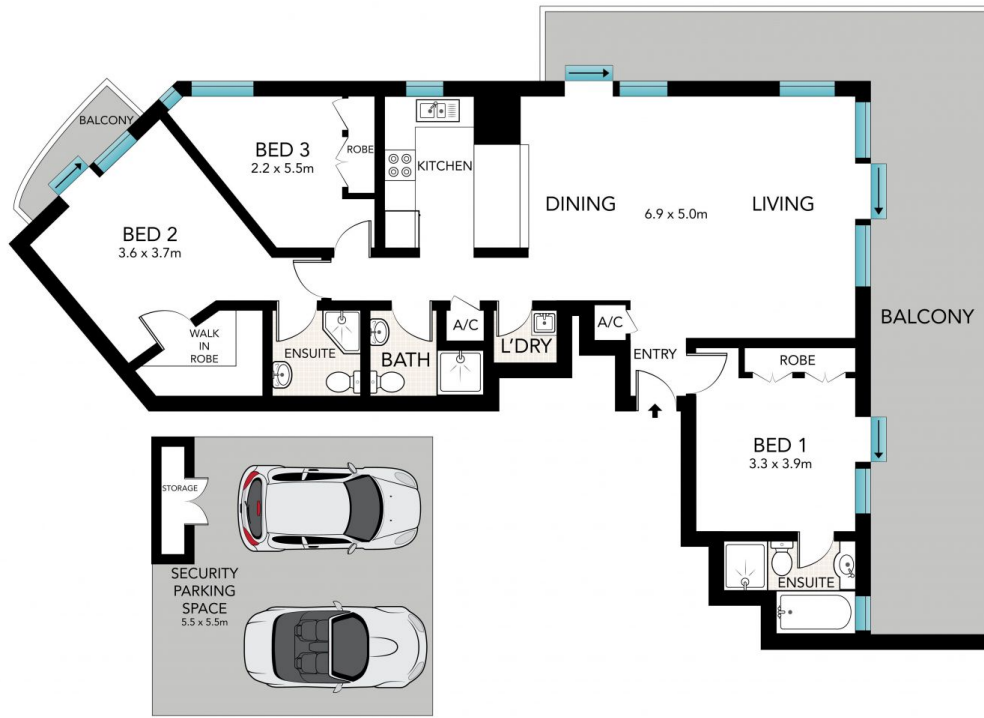 BALCONY
BED 3
2.2 x 5.5m
ROBE
KITCHEN
BED 2
3.6 x 3.7m
DINING
6.9 x 5.0m
LIVING
BALCONY
WALK
IN
ROBE
ENSUITE
BATH
A/C
L'DRY
A/C
ENTRY
ROBE
BED 1
3.3 x 3.9m
ENSUITE
STORAGE
SECURITY
PARKING
SPACE
5.5 x 5.5m